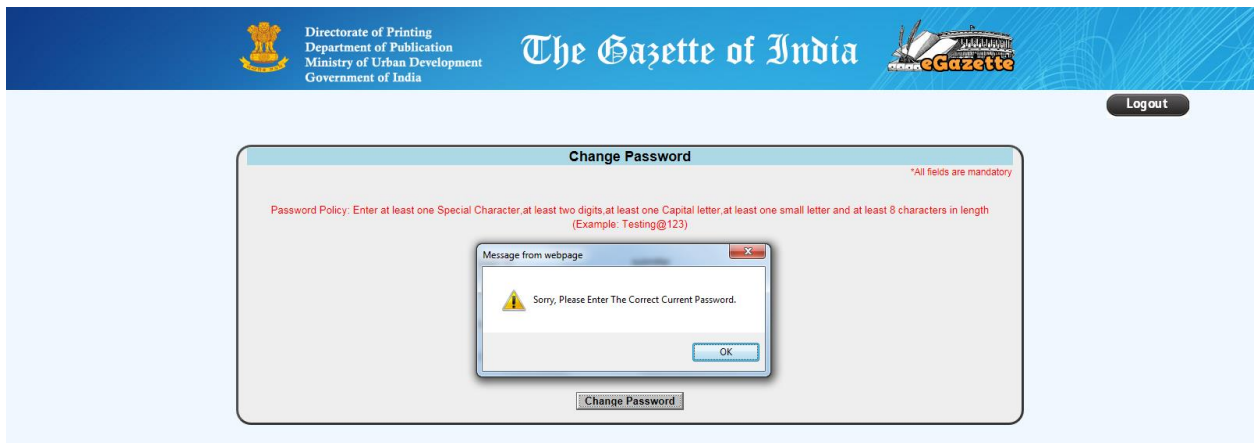 Directorate of Printing
Department of Publication
Ministry of Urban Development
Government of India
The Gazette of India
eGazette
Logout
Change Password
*All fields are mandatory
Password Policy: Enter at least one Special Character,at least two digits,at least one Capital letter,at least one small letter and at least 8 characters in length
(Example: Testing@123)
Message from webpage
Sorry, Please Enter The Correct Current Password.
OK
Change Password